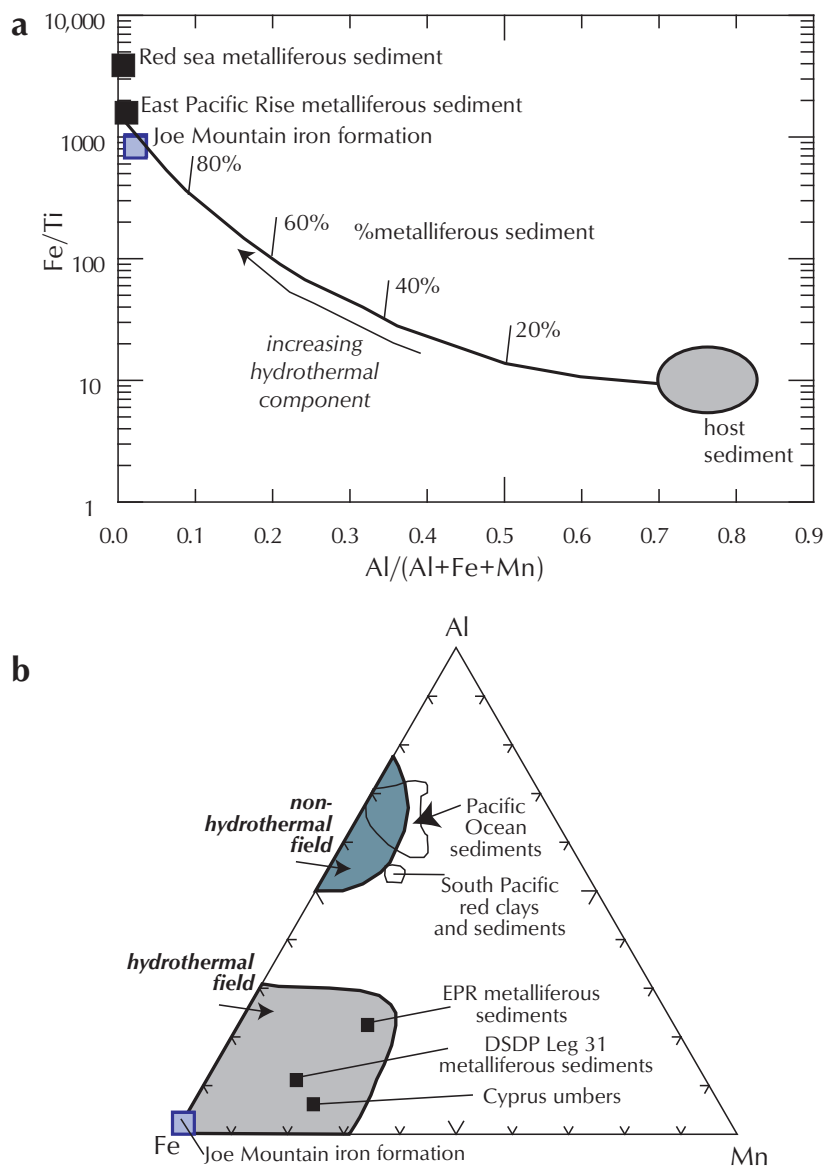 a
10,000
1000
100
10
1
Fe/Ti
Red sea metalliferous sediment
East Pacific Rise metalliferous sediment
Joe Mountain iron formation
80%
60%
%metalliferous sediment
40%
20%
increasing
hydrothermal
component
host
sediment
0.0 0.1 0.2 0.3 0.4 0.5 0.6 0.7 0.8 0.9
Al/(Al+Fe+Mn)
b
Al
non-
hydrothermal
field
Pacific
Ocean
sediments
South Pacific
red clays
and sediments
hydrothermal
field
EPR metalliferous
sediments
DSDP Leg 31
metalliferous sediments
Cyprus umbers
Fe
Joe Mountain iron formation
Mn